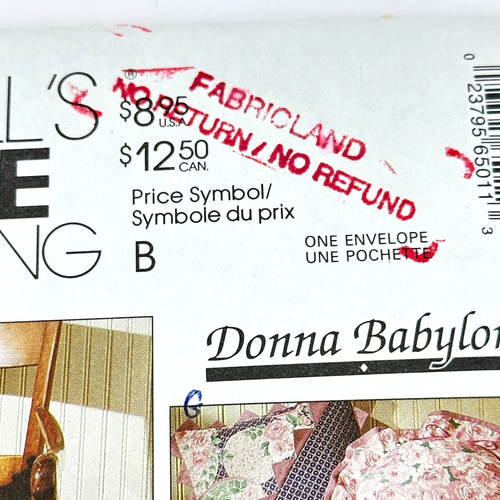 LL'S®
E
NG
$8.95 U.S.A.
$12.50 CAN.
Price Symbol/
Symbole du prix
B
FABRICLAND
NO RETURN / NO REFUND
ONE ENVELOPE
UNE POCHETTE
0 23795 65011 3
Donna Babylon
G